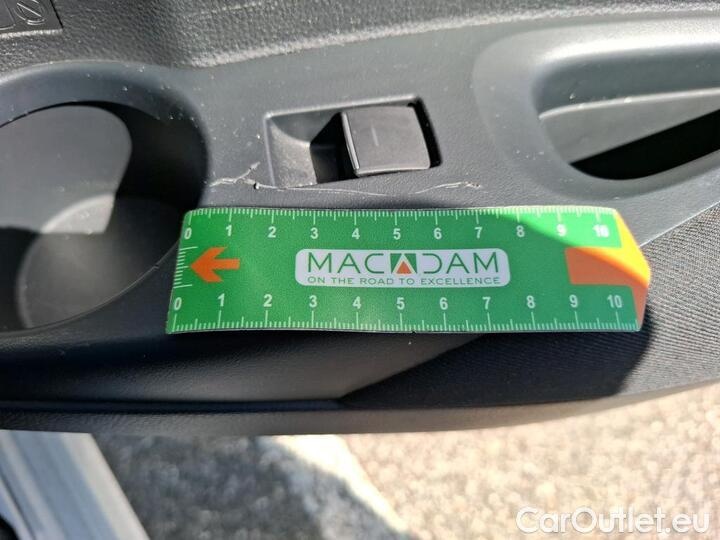 0 1 2 3 4 5 6 7 8 9 10
MACADAM
ON THE ROAD TO EXCELLENCE
0 1 2 3 4 5 6 7 8 9 10
CarOutlet.eu